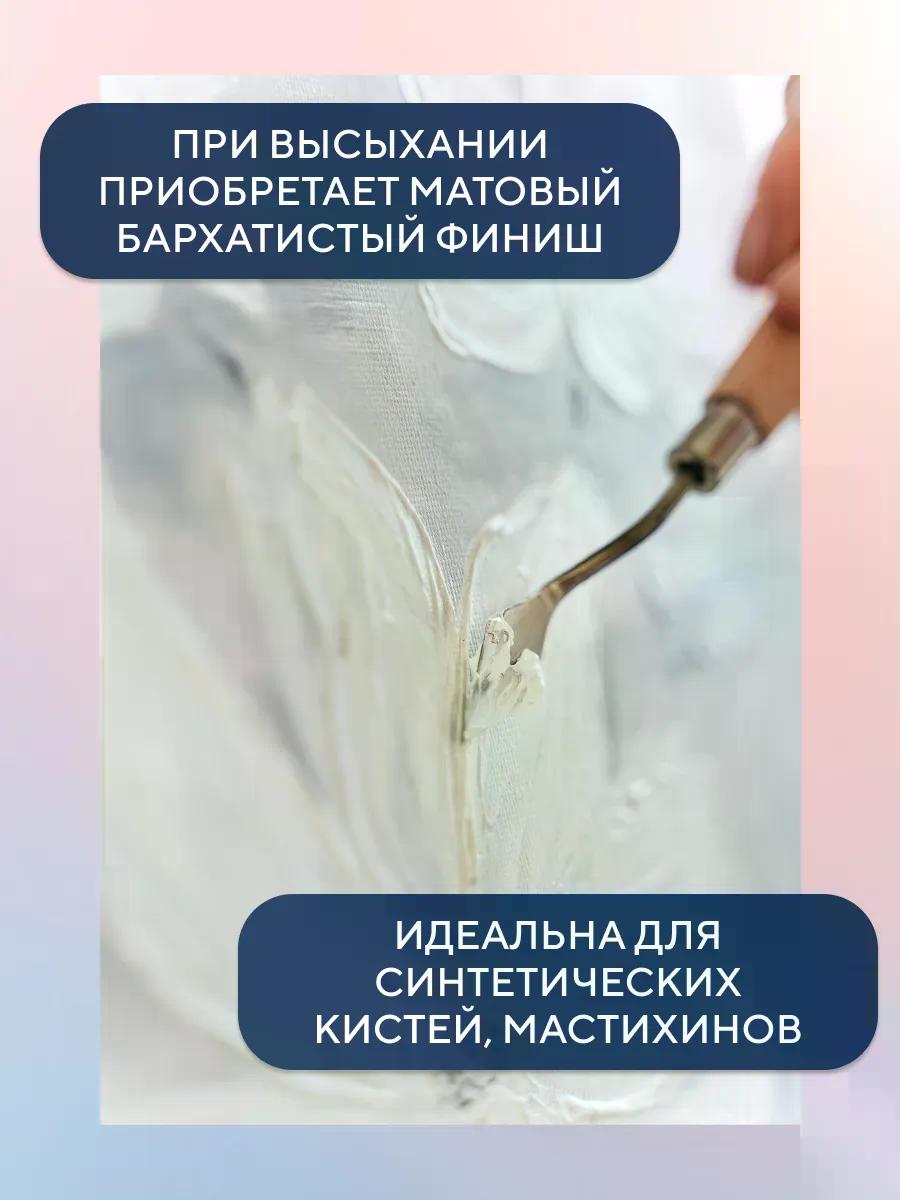 ПРИ ВЫСЫХАНИИ
ПРИОБРЕТАЕТ МАТОВЫЙ
БАРХАТИСТЫЙ ФИНИШ
ИДЕАЛЬНА ДЛЯ
СИНТЕТИЧЕСКИХ
КИСТЕЙ, МАСТИХИНОВ